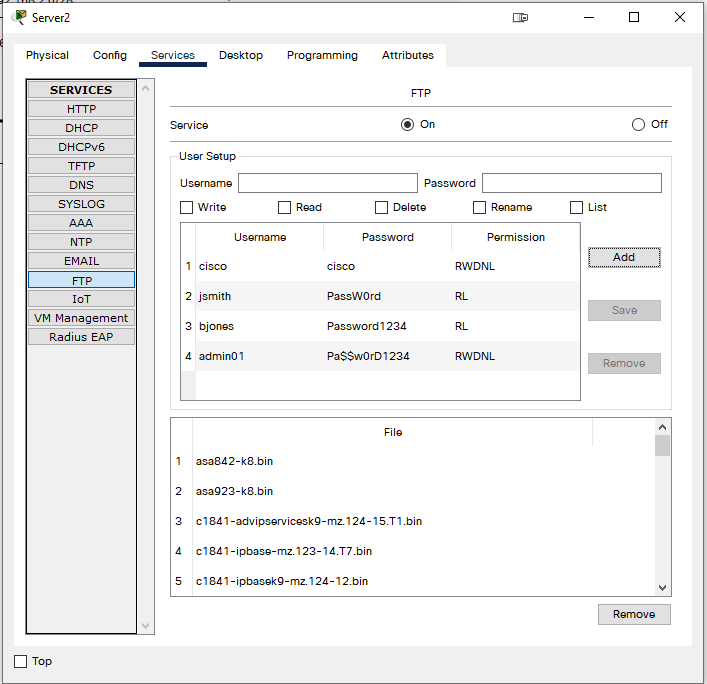 Server2
Physical Config Services Desktop Programming Attributes
SERVICES
HTTP
DHCP
DHCPv6
TFTP
DNS
SYSLOG
AAA
NTP
EMAIL
FTP
IoT
VM Management
Radius EAP
FTP
Service On Off
User Setup
Username Password
Write Read Delete Rename List
Username Password Permission
1 cisco cisco RWDNL
2 jsmith PassW0rd RL
3 bjones Password1234 RL
4 admin01 Pa$$w0rD1234 RWDNL
Add
Save
Remove
File
1 asa842-k8.bin
2 asa923-k8.bin
3 c1841-advipservicesk9-mz.124-15.T1.bin
4 c1841-ipbase-mz.123-14.T7.bin
5 c1841-ipbasek9-mz.124-12.bin
Remove
Top